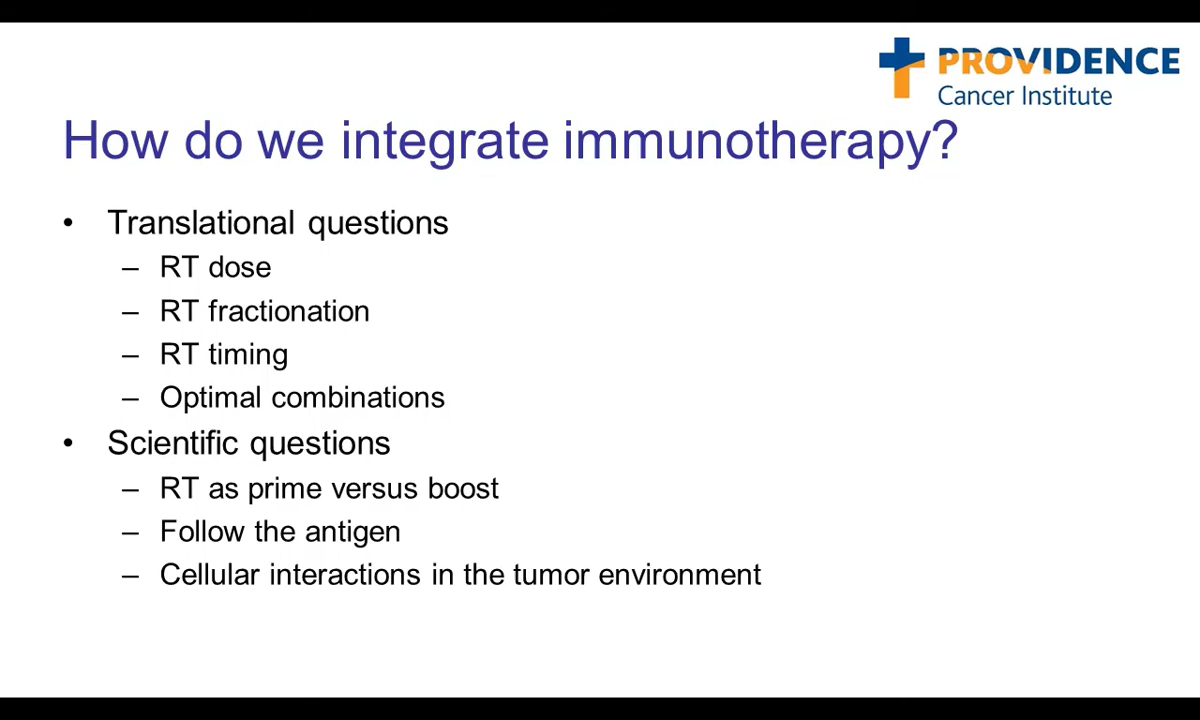 PROVIDENCE
Cancer Institute
How do we integrate immunotherapy?
• Translational questions
– RT dose
– RT fractionation
– RT timing
– Optimal combinations
• Scientific questions
– RT as prime versus boost
– Follow the antigen
– Cellular interactions in the tumor environment